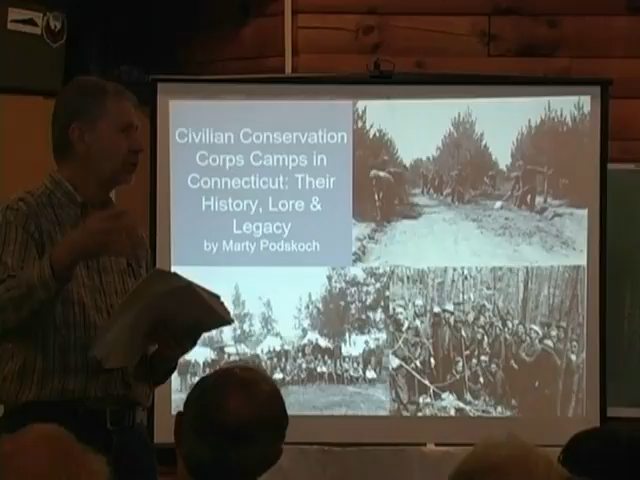 Civilian Conservation
Corps Camps in
Connecticut: Their
History, Lore &
Legacy
by Marty Podskoch